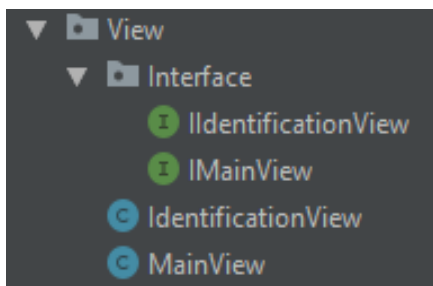 View
Interface
I IIdentificationView
I IMainView
C IdentificationView
C MainView